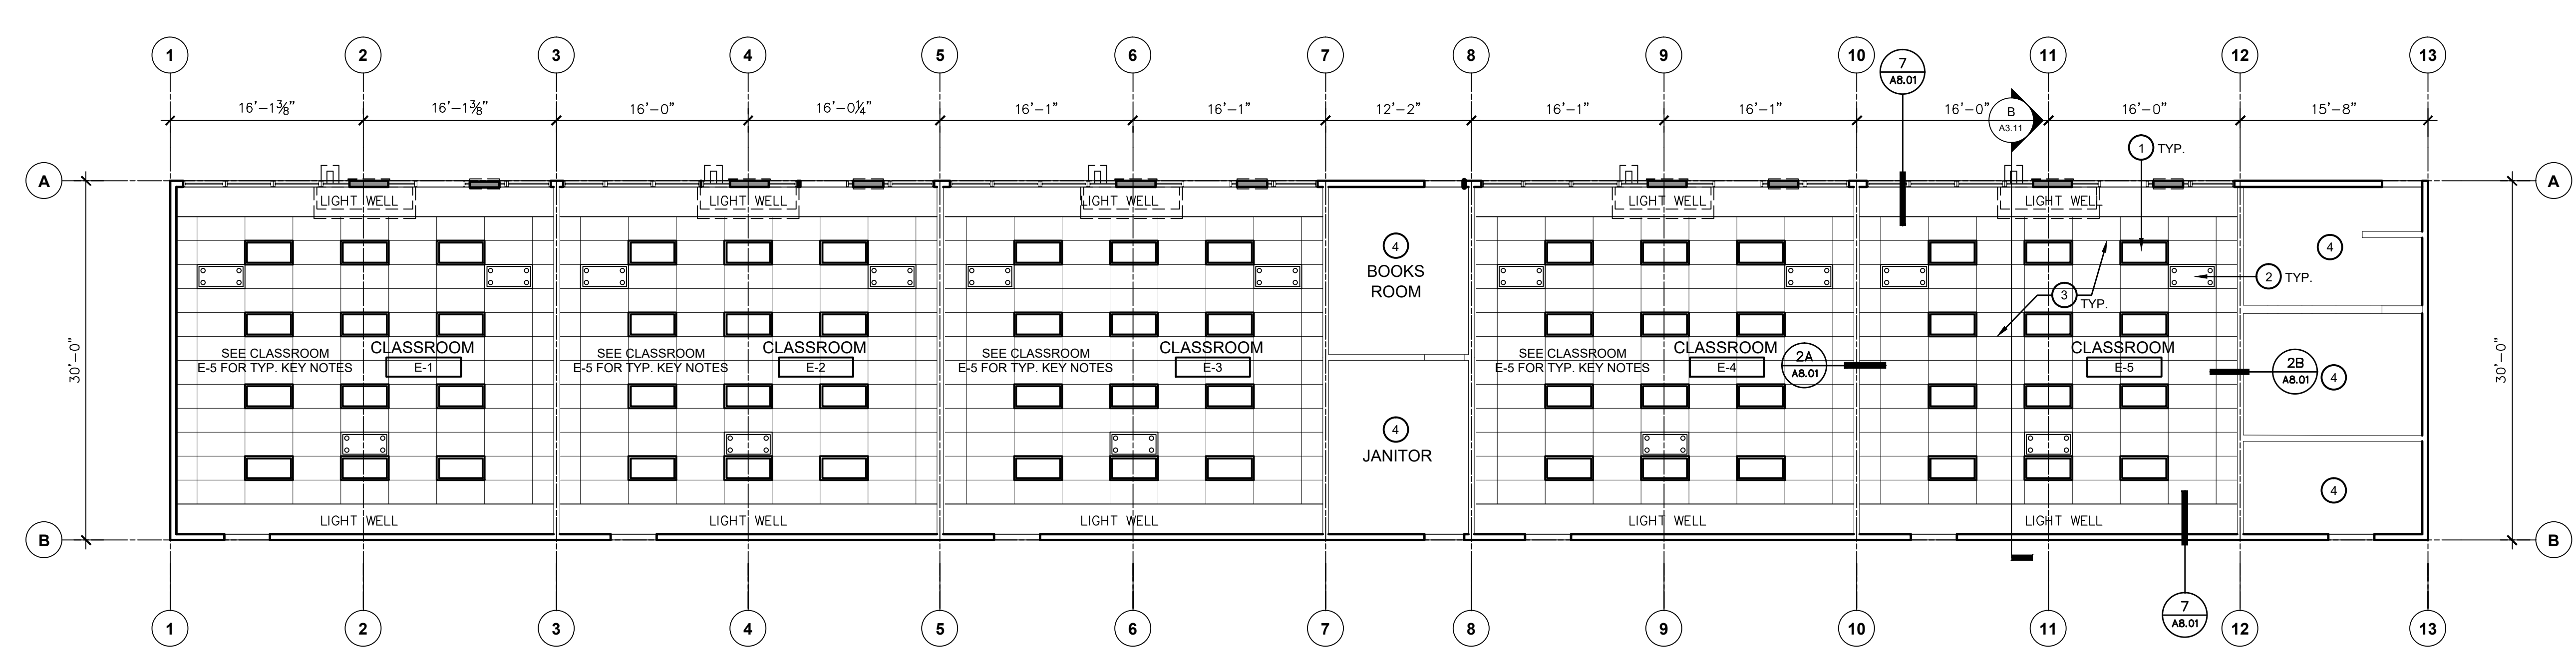 1 2 3 4 5 6 7 8 9 10 11 12 13
7
A8.01
16'-1⅜" 16'-1⅜" 16'-0" 16'-0¼" 16'-1" 16'-1" 12'-2" 16'-1" 16'-1" 16'-0" 16'-0" 15'-8"
B
A3.11
1 TYP.
A A
LIGHT WELL LIGHT WELL LIGHT WELL LIGHT WELL LIGHT WELL
4
BOOKS
ROOM
4
2 TYP.
3 TYP.
30'-0" 30'-0"
CLASSROOM
E-1
SEE CLASSROOM
E-5 FOR TYP. KEY NOTES
CLASSROOM
E-2
SEE CLASSROOM
E-5 FOR TYP. KEY NOTES
CLASSROOM
E-3
SEE CLASSROOM
E-5 FOR TYP. KEY NOTES
CLASSROOM
E-4
SEE CLASSROOM
E-5 FOR TYP. KEY NOTES
2A
A8.01
CLASSROOM
E-5
2B
A8.01
4
4
JANITOR
4
LIGHT WELL LIGHT WELL LIGHT WELL LIGHT WELL LIGHT WELL
B B
7
A8.01
1 2 3 4 5 6 7 8 9 10 11 12 13